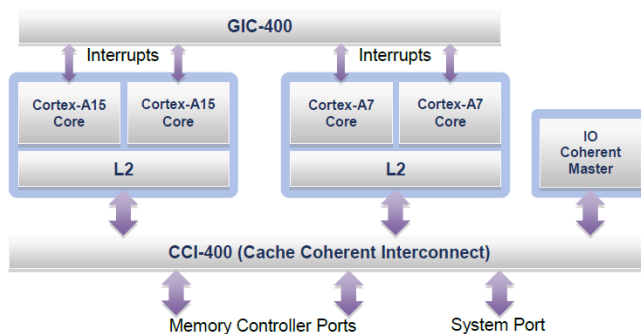 GIC-400
Interrupts
Interrupts
Cortex-A15
Core
Cortex-A15
Core
Cortex-A7
Core
Cortex-A7
Core
L2
L2
IO
Coherent
Master
CCI-400 (Cache Coherent Interconnect)
Memory Controller Ports
System Port